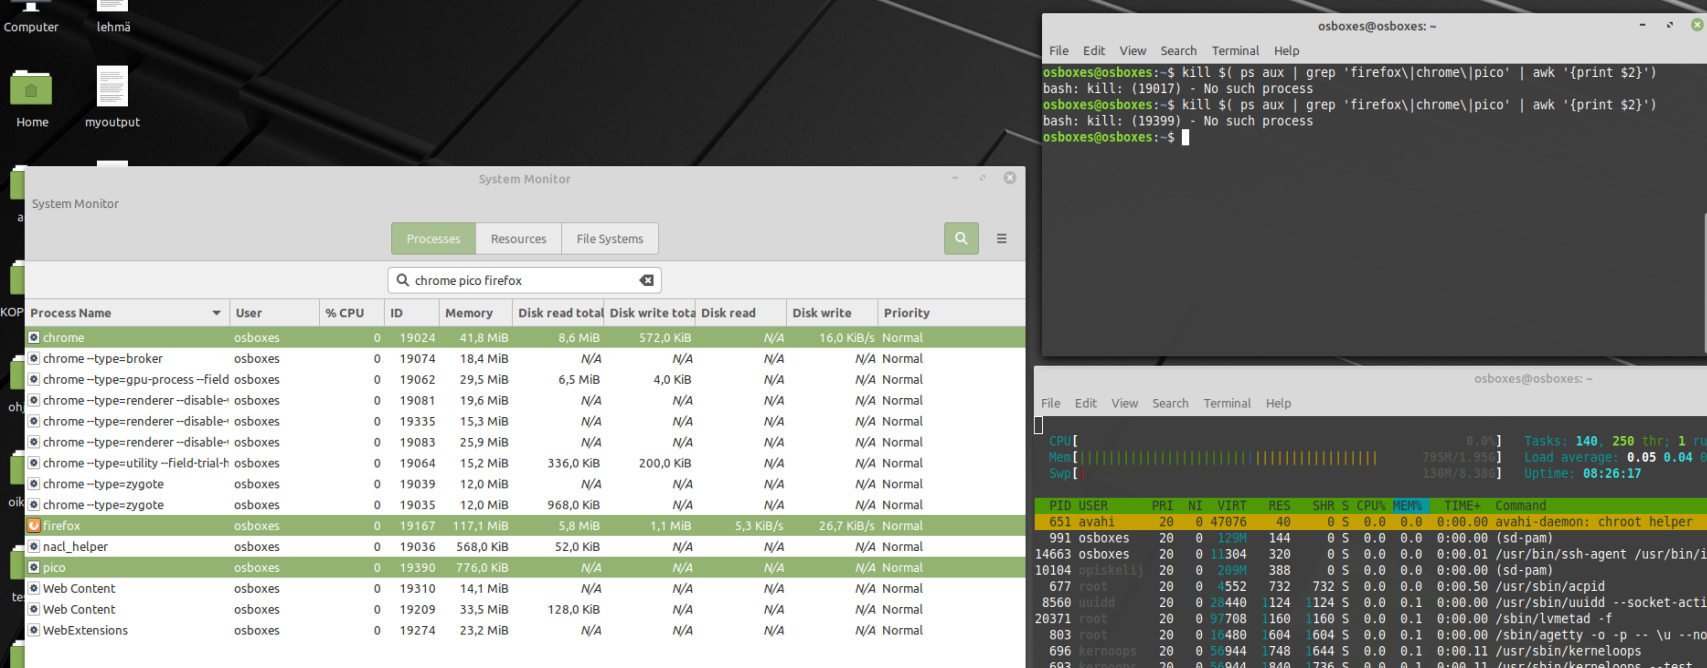 Computer
lehmä
Home
myoutput
System Monitor
System Monitor
Processes
Resources
File Systems
chrome pico firefox
Process Name User % CPU ID Memory Disk read total Disk write tota Disk read Disk write Priority
chrome osboxes 0 19024 41,8 MiB 8,6 MiB 572,0 KiB N/A 16,0 KiB/s Normal
chrome --type=broker osboxes 0 19074 18,4 MiB N/A N/A N/A N/A Normal
chrome --type=gpu-process --field osboxes 0 19062 29,5 MiB 6,5 MiB 4,0 KiB N/A N/A Normal
chrome --type=renderer --disable- osboxes 0 19081 19,6 MiB N/A N/A N/A N/A Normal
chrome --type=renderer --disable- osboxes 0 19335 15,3 MiB N/A N/A N/A N/A Normal
chrome --type=renderer --disable- osboxes 0 19083 25,9 MiB N/A N/A N/A N/A Normal
chrome --type=utility --field-trial-h osboxes 0 19064 15,2 MiB 336,0 KiB 200,0 KiB N/A N/A Normal
chrome --type=zygote osboxes 0 19039 12,0 MiB N/A N/A N/A N/A Normal
chrome --type=zygote osboxes 0 19035 12,0 MiB 968,0 KiB N/A N/A N/A Normal
firefox osboxes 0 19167 117,1 MiB 5,8 MiB 1,1 MiB 5,3 KiB/s 26,7 KiB/s Normal
nacl_helper osboxes 0 19036 568,0 KiB 52,0 KiB N/A N/A N/A Normal
pico osboxes 0 19390 776,0 KiB N/A N/A N/A N/A Normal
Web Content osboxes 0 19310 14,1 MiB N/A N/A N/A N/A Normal
Web Content osboxes 0 19209 33,5 MiB 128,0 KiB N/A N/A N/A Normal
WebExtensions osboxes 0 19274 23,2 MiB N/A N/A N/A N/A Normal
osboxes@osboxes: ~
File Edit View Search Terminal Help
osboxes@osboxes:~$ kill $( ps aux | grep 'firefox\|chrome\|pico' | awk '{print $2}')
bash: kill: (19017) - No such process
osboxes@osboxes:~$ kill $( ps aux | grep 'firefox\|chrome\|pico' | awk '{print $2}')
bash: kill: (19399) - No such process
osboxes@osboxes:~$
osboxes@osboxes: ~
File Edit View Search Terminal Help
CPU[ 0.0%] Tasks: 140, 250 thr; 1 ru
Mem[|||||||||||||||||||||||||||||||||||||||| 795M/1.95G] Load average: 0.05 0.04 0
Swp[| 130M/8.38G] Uptime: 08:26:17
PID USER PRI NI VIRT RES SHR S CPU% MEM% TIME+ Command
651 avahi 20 0 47076 40 0 S 0.0 0.0 0:00.00 avahi-daemon: chroot helper
991 osboxes 20 0 129M 144 0 S 0.0 0.0 0:00.00 (sd-pam)
14663 osboxes 20 0 11304 320 0 S 0.0 0.0 0:00.01 /usr/bin/ssh-agent /usr/bin/i
10104 opiskelij 20 0 209M 388 0 S 0.0 0.0 0:00.00 (sd-pam)
677 root 20 0 4552 732 732 S 0.0 0.0 0:00.50 /usr/sbin/acpid
8560 uuidd 20 0 28440 1124 1124 S 0.0 0.1 0:00.00 /usr/sbin/uuidd --socket-acti
20371 root 20 0 97708 1160 1160 S 0.0 0.1 0:00.00 /sbin/lvmetad -f
803 root 20 0 16480 1604 1604 S 0.0 0.1 0:00.00 /sbin/agetty -o -p -- \u --no
696 kernoops 20 0 56944 1748 1644 S 0.0 0.1 0:00.11 /usr/sbin/kerneloops
693 kernoops 20 0 56944 1840 1736 S 0.0 0.1 0:00.11 /usr/sbin/kerneloops --test